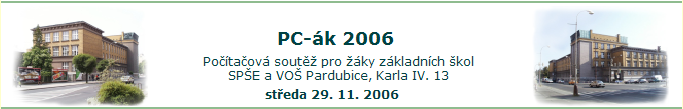 PC-ák 2006
Počítačová soutěž pro žáky základních škol
SPŠE a VOŠ Pardubice, Karla IV. 13
středa 29. 11. 2006